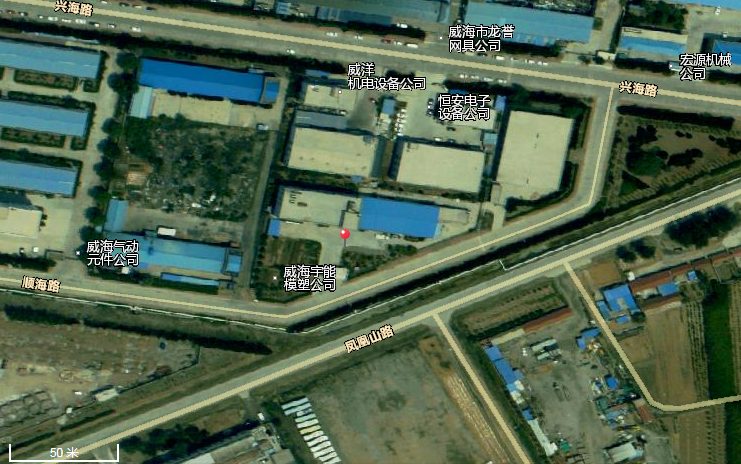 兴海路
威海市龙誉
网具公司
宏源机械
公司
威洋
机电设备公司
兴海路
恒安电子
设备公司
威海气动
元件公司
威海宇能
模塑公司
顺海路
凤凰山路
50 米